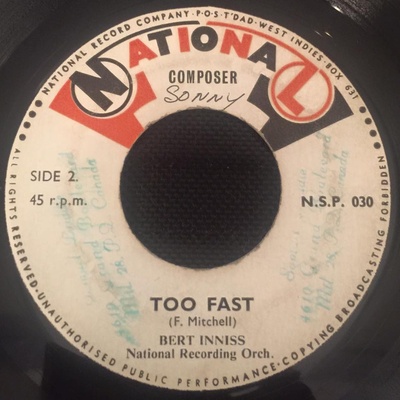 NATIONAL RECORD COMPANY-P·O·S·T'DAD-WEST INDIES-BOX 631
NATIONAL
COMPOSER
SONNY
SIDE 2.
45 r.p.m.
N.S.P. 030
TOO FAST
(F. Mitchell)
BERT INNISS
National Recording Orch.
ALL RIGHTS RESERVED-UNAUTHORISED PUBLIC PERFORMANCE-COPYING BROADCASTING FORBIDDEN